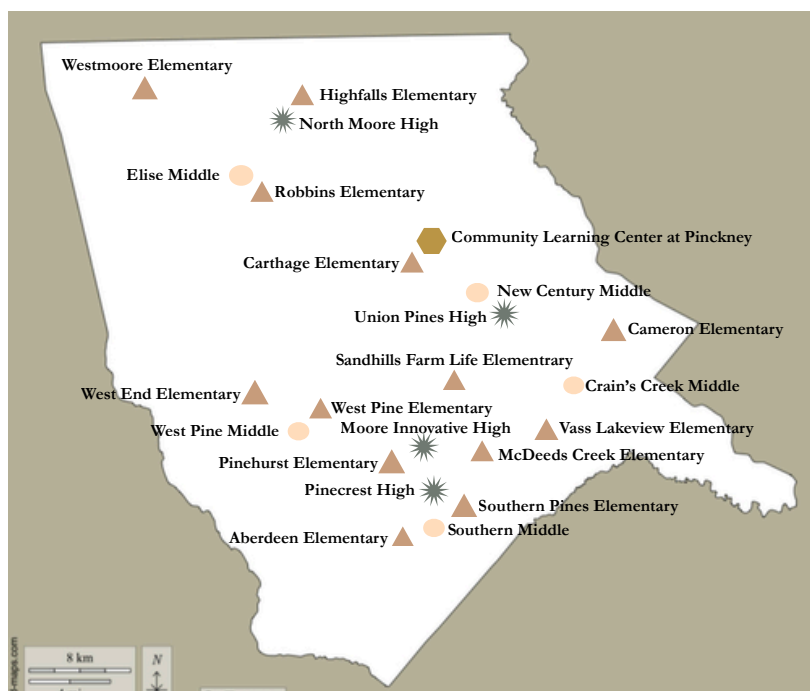 Westmoore Elementary
Highfalls Elementary
North Moore High
Elise Middle
Robbins Elementary
Community Learning Center at Pinckney
Carthage Elementary
New Century Middle
Union Pines High
Cameron Elementary
Sandhills Farm Life Elementrary
Crain's Creek Middle
West End Elementary
West Pine Elementary
Moore Innovative High
West Pine Middle
Vass Lakeview Elementary
McDeeds Creek Elementary
Pinehurst Elementary
Pinecrest High
Southern Pines Elementary
Southern Middle
Aberdeen Elementary
8 km
N